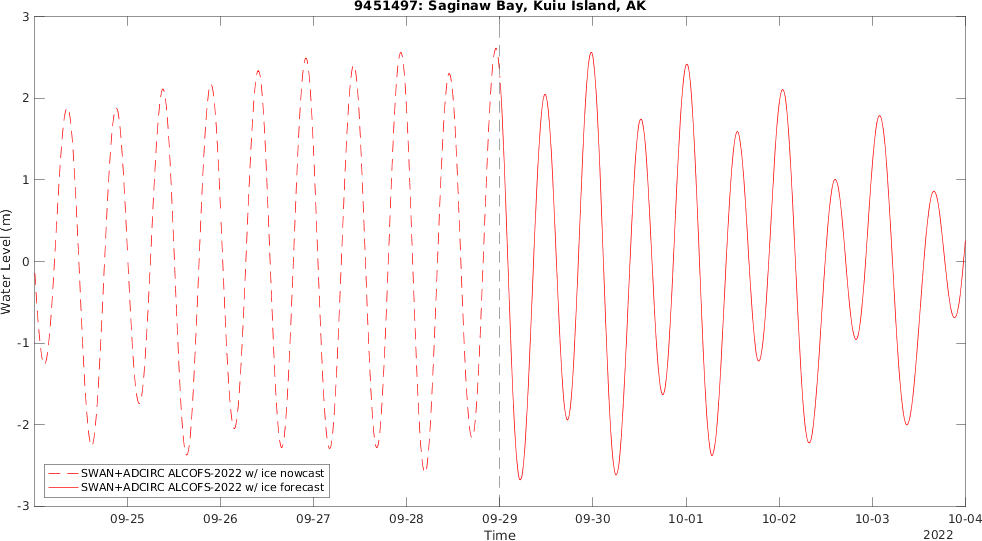 9451497: Saginaw Bay, Kuiu Island, AK
3
2
1
0
-1
-2
-3
Water Level (m)
SWAN+ADCIRC ALCOFS-2022 w/ ice nowcast
SWAN+ADCIRC ALCOFS-2022 w/ ice forecast
09-25 09-26 09-27 09-28 09-29 09-30 10-01 10-02 10-03 10-04
Time
2022